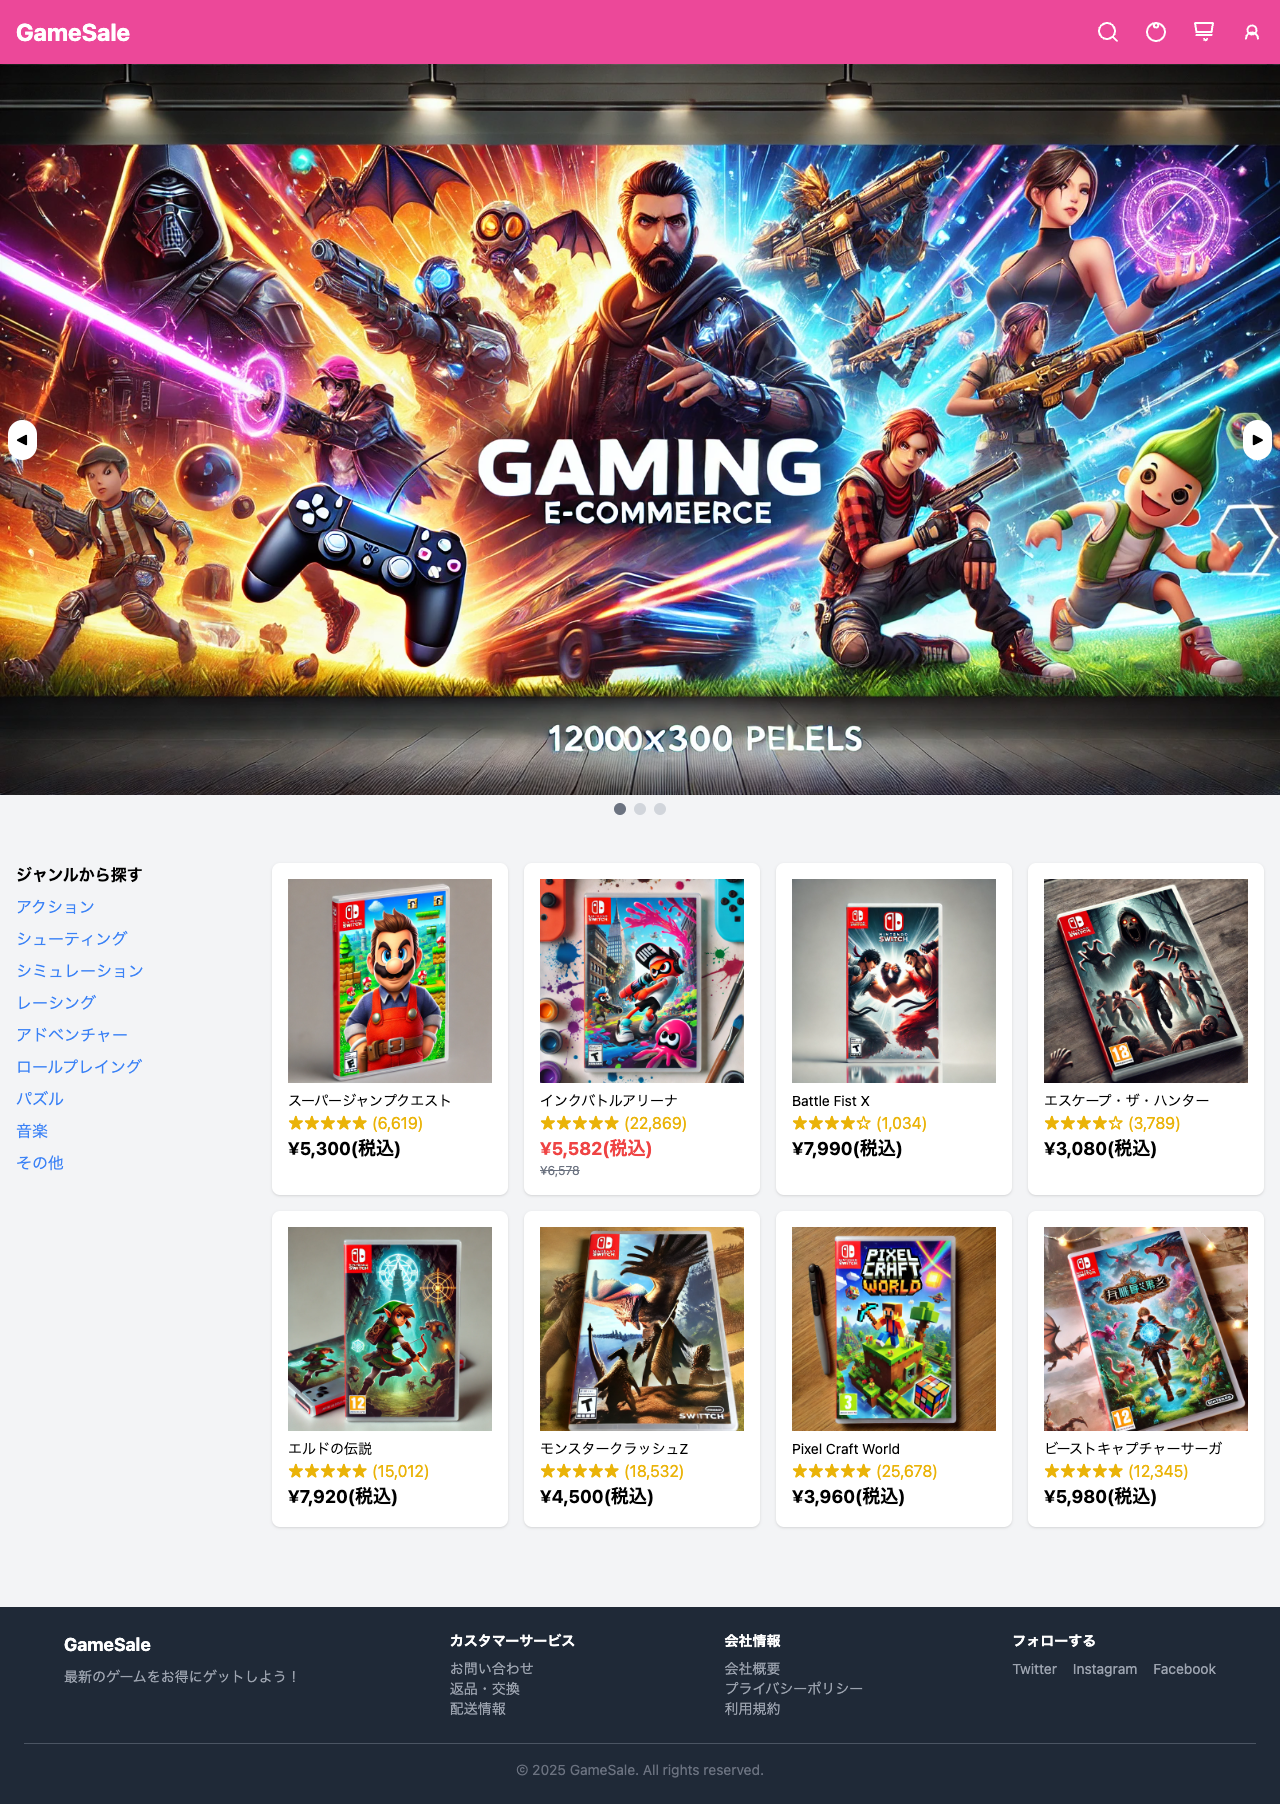 GameSale
GAMING
E-COMMEERCE
12000x300 PELELS
ジャンルから探す
アクション
シューティング
シミュレーション
レーシング
アドベンチャー
ロールプレイング
パズル
音楽
その他
スーパージャンプクエスト
★★★★★ (6,619)
¥5,300(税込)
インクバトルアリーナ
★★★★★ (22,869)
¥5,582(税込)
¥6,578
NINTENDO
SWITCH
Battle Fist X
★★★★☆ (1,034)
¥7,990(税込)
エスケープ・ザ・ハンター
★★★★☆ (3,789)
¥3,080(税込)
12
エルドの伝説
★★★★★ (15,012)
¥7,920(税込)
モンスタークラッシュZ
★★★★★ (18,532)
¥4,500(税込)
PIXEL
CRAFT
WORLD
3
Pixel Craft World
★★★★★ (25,678)
¥3,960(税込)
12
ビーストキャプチャーサーガ
★★★★★ (12,345)
¥5,980(税込)
GameSale
最新のゲームをお得にゲットしよう！
カスタマーサービス
お問い合わせ
返品・交換
配送情報
会社情報
会社概要
プライバシーポリシー
利用規約
フォローする
Twitter Instagram Facebook
© 2025 GameSale. All rights reserved.